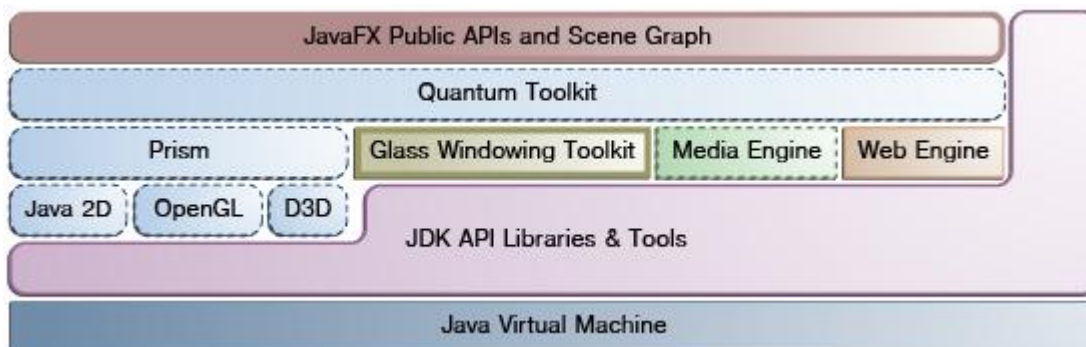 JavaFX Public APIs and Scene Graph
Quantum Toolkit
Prism
Glass Windowing Toolkit
Media Engine
Web Engine
Java 2D
OpenGL
D3D
JDK API Libraries & Tools
Java Virtual Machine